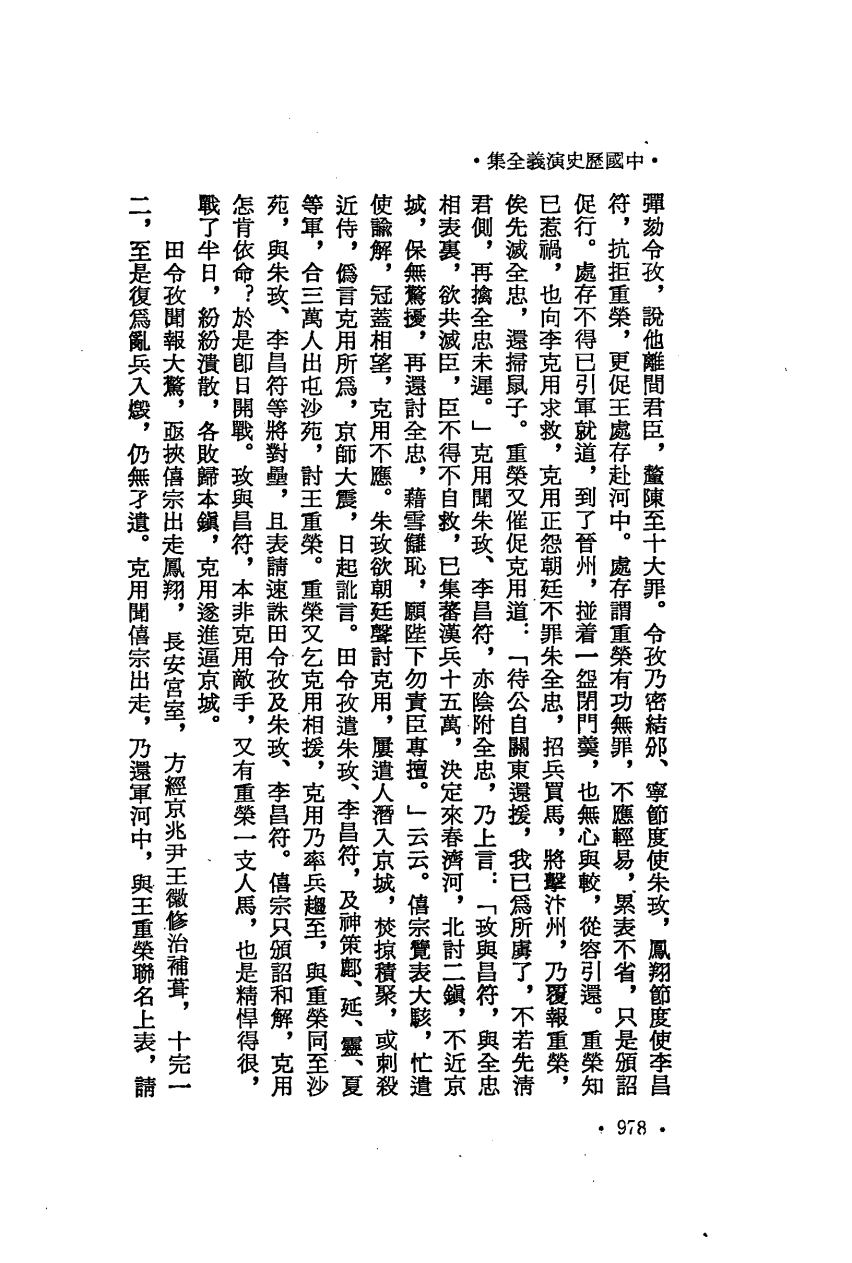 •中國歷史演義全集•
彈劾令孜，說他離間君臣，釐陳至十大罪。令孜乃密結邠、寧節度使朱玫，鳳翔節度使李昌
符，抗拒重榮，更促王處存赴河中。處存謂重榮有功無罪，不應輕易，累表不省，只是頒詔
促行。處存不得已引軍就道，到了晉州，搓着一盌閉門羹，也無心與較，從容引還。重榮知
已惹禍，也向李克用求救，克用正怨朝廷不罪朱全忠，招兵買馬，將擊汴州，乃覆報重榮，
俟先滅全忠，還掃鼠子。重榮又催促克用道：「待公自關東還援，我已爲所虜了，不若先清
君側，再擒全忠未遲。」克用聞朱玫、李昌符，亦陰附全忠，乃上言：「玫與昌符，與全忠
相表裏，欲共滅臣，臣不得不自救，已集蕃漢兵十五萬，決定來春濟河，北討二鎭，不近京
城，保無驚擾，再還討全忠，藉雪讎恥，願陛下勿責臣專擅。」云云。僖宗覽表大駭，忙遣
使諭解，冠蓋相望，克用不應。朱玫欲朝廷聲討克用，屢遣人潛入京城，焚掠積聚，或刺殺
近侍，僞言克用所爲，京師大震，日起訛言。田令孜遣朱玫、李昌符，及神策鄜、延、靈、夏
等軍，合三萬人出屯沙苑，討王重榮。重榮又乞克用相援，克用乃率兵趨至，與重榮同至沙
苑，與朱玫、李昌符等將對壘，且表請速誅田令孜及朱玫、李昌符。僖宗只頒詔和解，克用
怎肯依命？於是卽日開戰。玫與昌符，本非克用敵手，又有重榮一支人馬，也是精悍得很，
戰了半日，紛紛潰散，各敗歸本鎭，克用遂進逼京城。
田令孜聞報大驚，亟挾僖宗出走鳳翔，長安宮室，方經京兆尹王徽修治補葺，十完一
二，至是復爲亂兵入燬，仍無孑遺。克用聞僖宗出走，乃還軍河中，與王重榮聯名上表，請
•978•